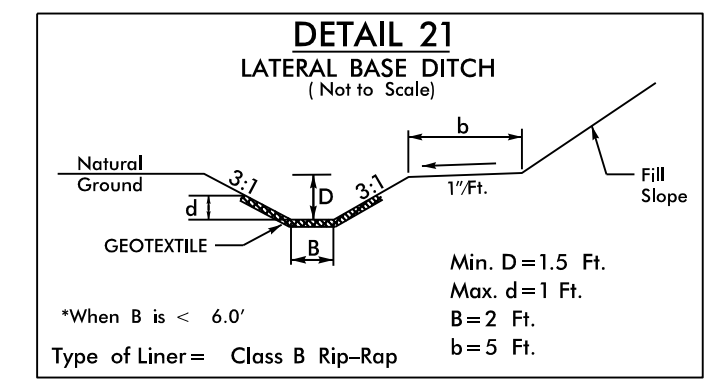 DETAIL 21
LATERAL BASE DITCH
( Not to Scale)
b
Natural
Ground
3:1
D
3:1
1"/Ft.
Fill
Slope
d
GEOTEXTILE
B
Min. D=1.5 Ft.
Max. d=1 Ft.
*When B is < 6.0'
B=2 Ft.
b=5 Ft.
Type of Liner= Class B Rip-Rap